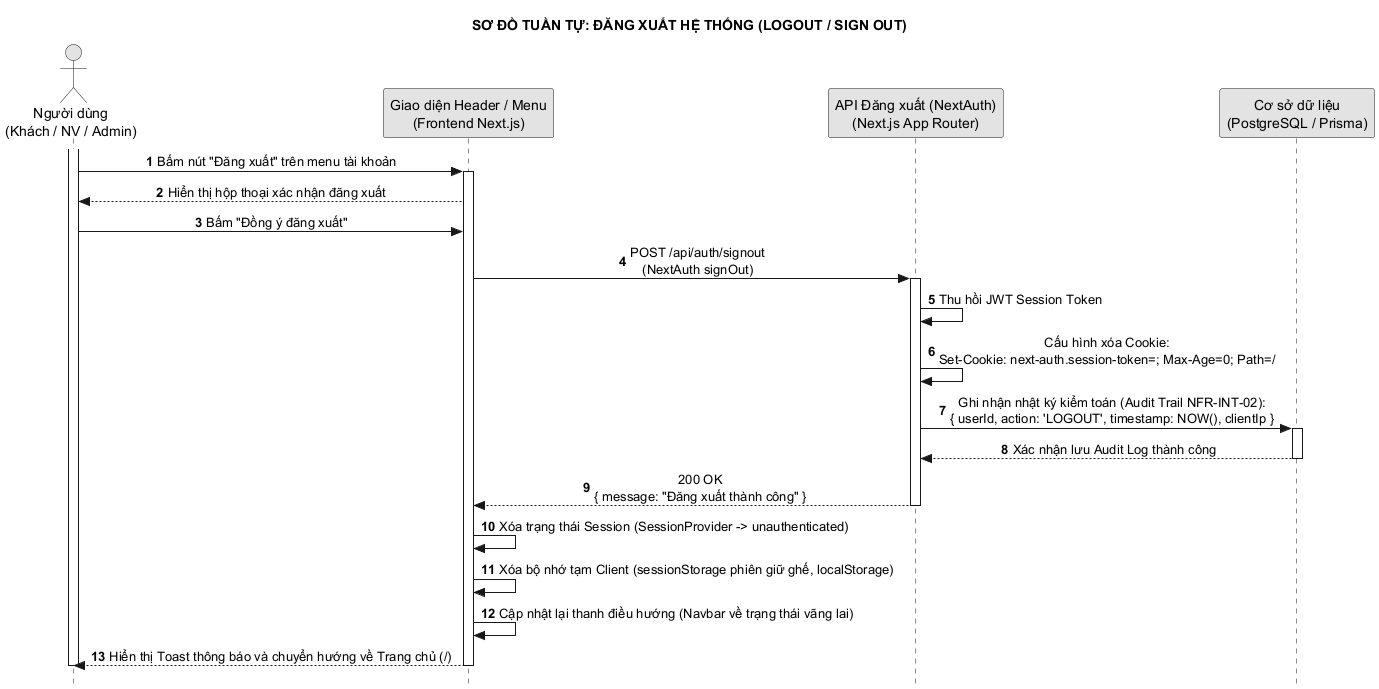 SƠ ĐỒ TUẦN TỰ: ĐĂNG XUẤT HỆ THỐNG (LOGOUT / SIGN OUT)
Người dùng
(Khách / NV / Admin)
Giao diện Header / Menu
(Frontend Next.js)
API Đăng xuất (NextAuth)
(Next.js App Router)
Cơ sở dữ liệu
(PostgreSQL / Prisma)
1 Bấm nút "Đăng xuất" trên menu tài khoản
2 Hiển thị hộp thoại xác nhận đăng xuất
3 Bấm "Đồng ý đăng xuất"
4 POST /api/auth/signout
(NextAuth signOut)
5 Thu hồi JWT Session Token
6 Cấu hình xóa Cookie:
Set-Cookie: next-auth.session-token=; Max-Age=0; Path=/
7 Ghi nhận nhật ký kiểm toán (Audit Trail NFR-INT-02):
{ userId, action: 'LOGOUT', timestamp: NOW(), clientIp }
8 Xác nhận lưu Audit Log thành công
9 200 OK
{ message: "Đăng xuất thành công" }
10 Xóa trạng thái Session (SessionProvider -> unauthenticated)
11 Xóa bộ nhớ tạm Client (sessionStorage phiên giữ ghế, localStorage)
12 Cập nhật lại thanh điều hướng (Navbar về trạng thái vãng lai)
13 Hiển thị Toast thông báo và chuyển hướng về Trang chủ (/)